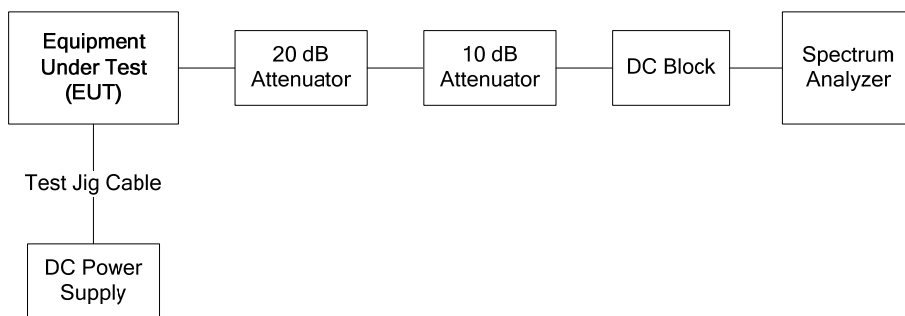 Equipment
Under Test
(EUT)
20 dB
Attenuator
10 dB
Attenuator
DC Block
Spectrum
Analyzer
Test Jig Cable
DC Power
Supply